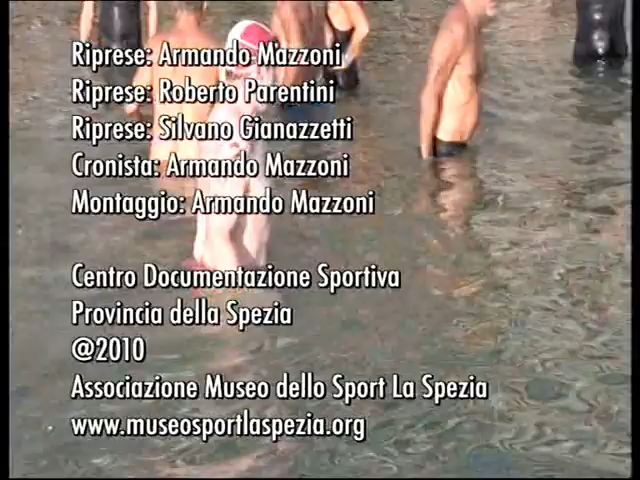 Riprese: Armando Mazzoni
Riprese: Roberto Parentini
Riprese: Silvano Gianazzetti
Cronista: Armando Mazzoni
Montaggio: Armando Mazzoni
Centro Documentazione Sportiva
Provincia della Spezia
@2010
Associazione Museo dello Sport La Spezia
www.museosportlaspezia.org